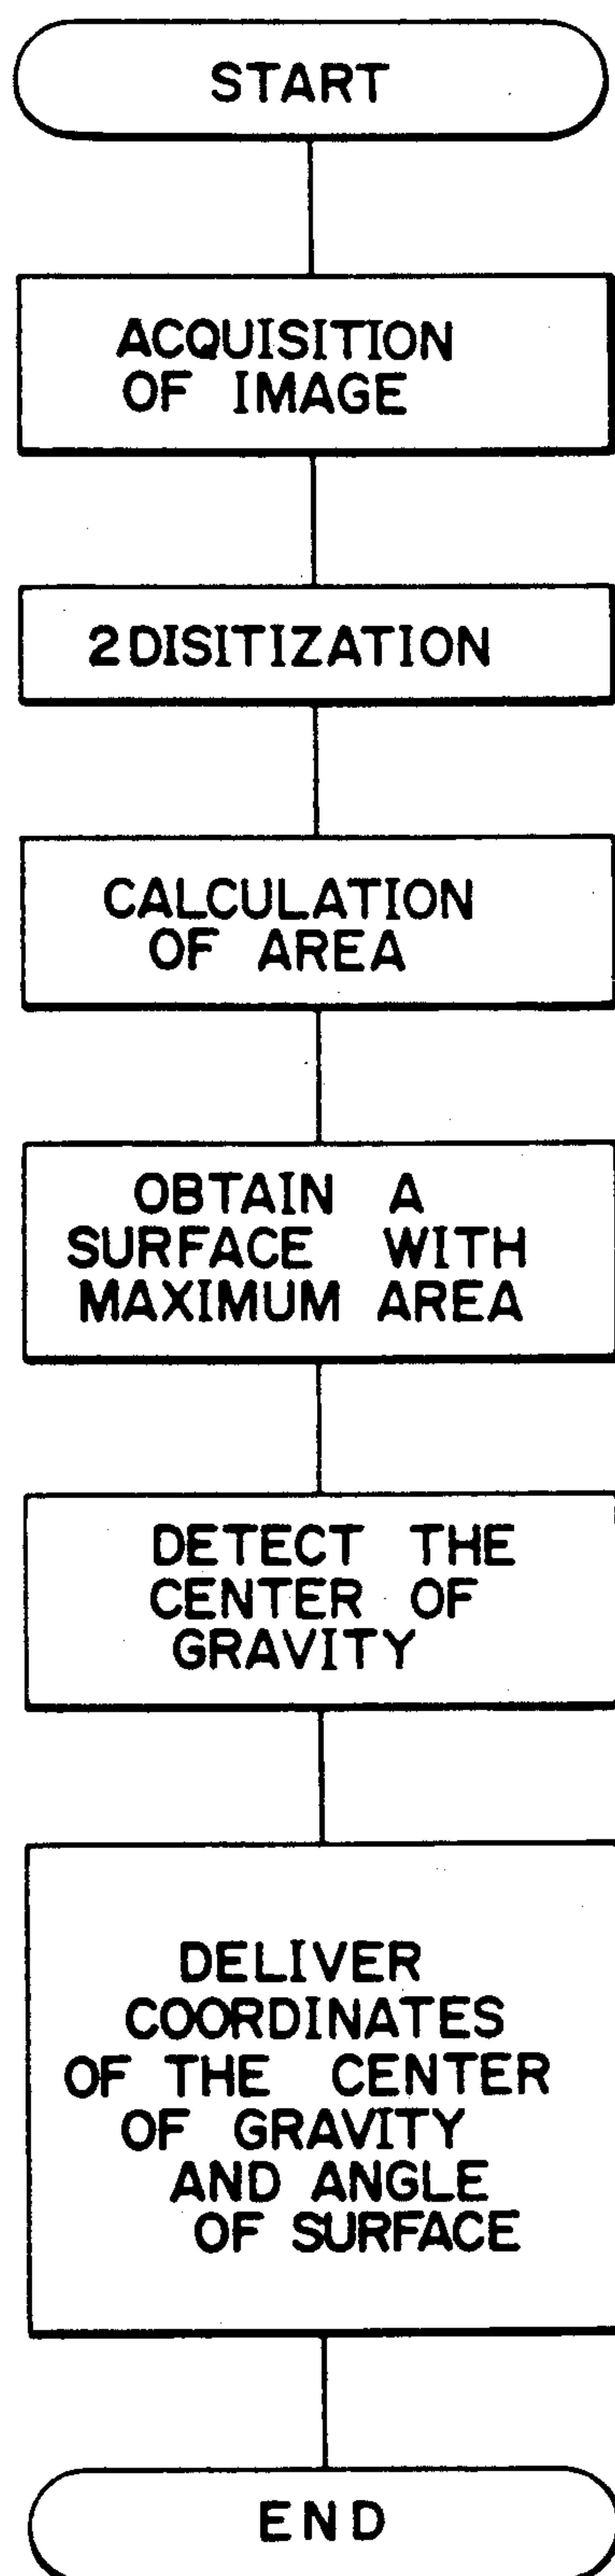 START
ACQUISITION
OF IMAGE
2DISITIZATION
CALCULATION
OF AREA
OBTAIN A
SURFACE WITH
MAXIMUM AREA
DETECT THE
CENTER OF
GRAVITY
DELIVER
COORDINATES
OF THE CENTER
OF GRAVITY
AND ANGLE
OF SURFACE
END